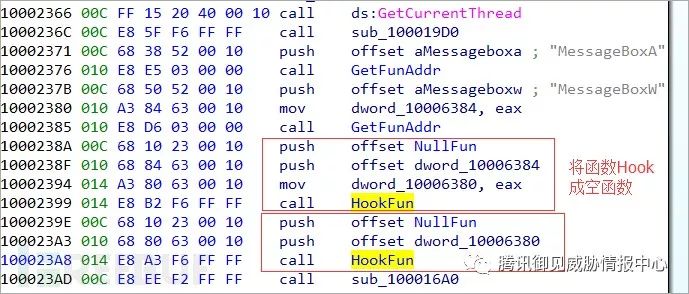 10002366 00C FF 15 20 40 00 10 call ds:GetCurrentThread
1000236C 00C E8 5F F6 FF FF call sub_100019D0
10002371 00C 68 38 52 00 10 push offset aMessageboxa ; "MessageBoxA"
10002376 010 E8 E5 03 00 00 call GetFunAddr
1000237B 00C 68 50 52 00 10 push offset aMessageboxw ; "MessageBoxW"
10002380 010 A3 84 63 00 10 mov dword_10006384, eax
10002385 010 E8 D6 03 00 00 call GetFunAddr
1000238A 00C 68 10 23 00 10 push offset NullFun
1000238F 010 68 84 63 00 10 push offset dword_10006384
10002394 014 A3 80 63 00 10 mov dword_10006380, eax
10002399 014 E8 B2 F6 FF FF call HookFun
1000239E 00C 68 10 23 00 10 push offset NullFun
100023A3 010 68 80 63 00 10 push offset dword_10006380
100023A8 014 E8 A3 F6 FF FF call HookFun
100023AD 00C E8 EE F2 FF FF call sub_100016A0
将函数Hook
成空函数
腾讯御见威胁情报中心